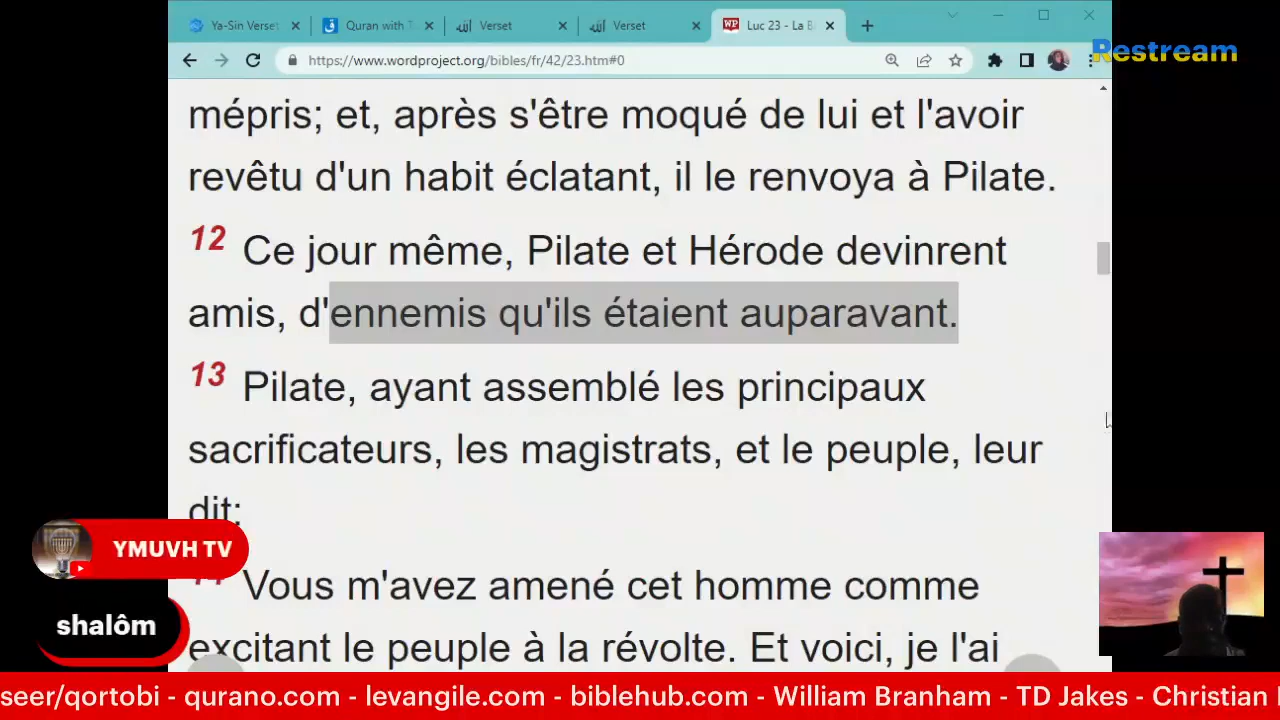 Ya-Sin Verset
Quran with T
Verset
Verset
WP Luc 23 - La B
Restream
https://www.wordproject.org/bibles/fr/42/23.htm#0
mépris; et, après s'être moqué de lui et l'avoir
revêtu d'un habit éclatant, il le renvoya à Pilate.
12 Ce jour même, Pilate et Hérode devinrent
amis, d'ennemis qu'ils étaient auparavant.
13 Pilate, ayant assemblé les principaux
sacrificateurs, les magistrats, et le peuple, leur
dit:
YMUVH TV
Vous m'avez amené cet homme comme
shalôm
excitant le peuple à la révolte. Et voici, je l'ai
seer/qortobi - qurano.com - levangile.com - biblehub.com - William Branham - TD Jakes - Christian